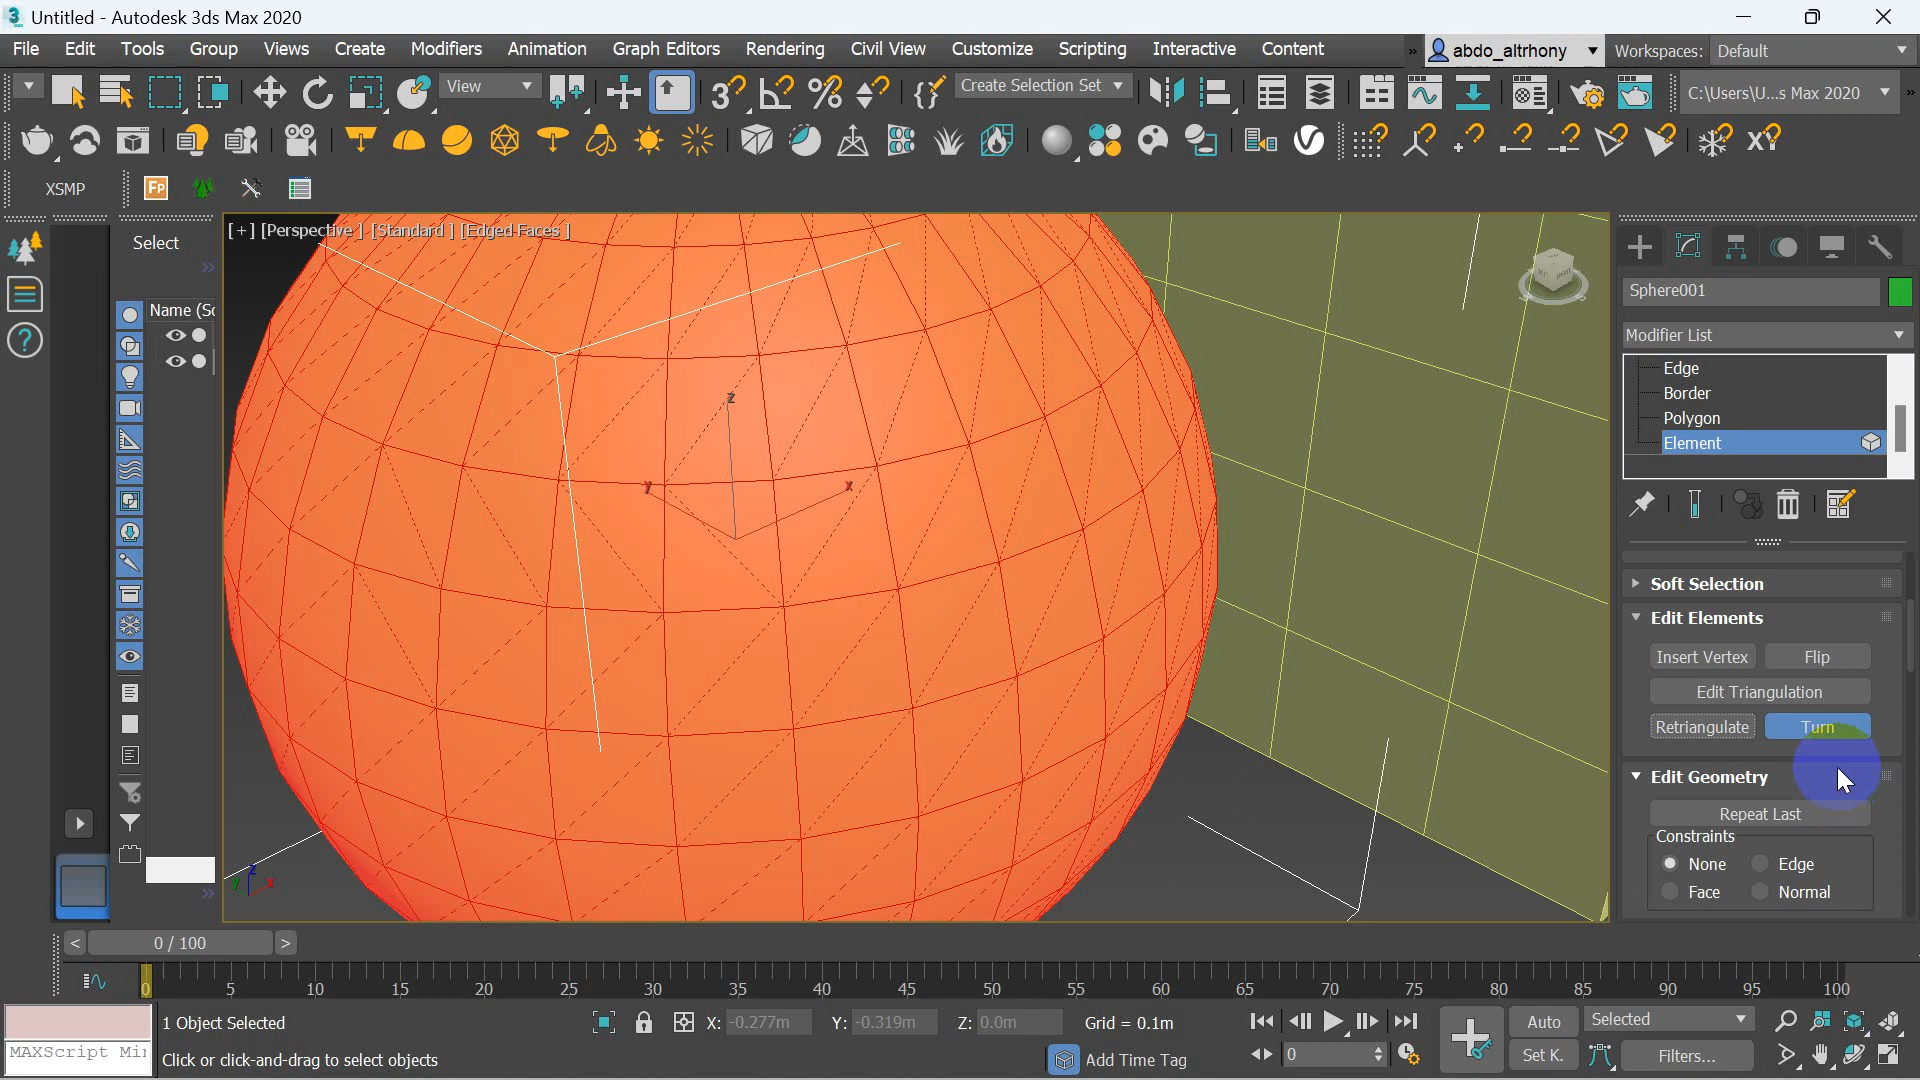 Untitled - Autodesk 3ds Max 2020
File Edit Tools Group Views Create Modifiers Animation Graph Editors Rendering Civil View Customize Scripting Interactive Content
abdo_altrhony
Workspaces: Default
View
Create Selection Set
C:\Users\U...s Max 2020
XSMP
Select
[+] [Perspective ] [Standard ] [Edged Faces ]
Name (Sc
z
y
x
z
y
x
Sphere001
Modifier List
Edge
Border
Polygon
Element
Soft Selection
Edit Elements
Insert Vertex Flip
Edit Triangulation
Retriangulate Turn
Edit Geometry
Repeat Last
Constraints
None Edge
Face Normal
< 0 / 100 >
0 5 10 15 20 25 30 35 40 45 50 55 60 65 70 75 80 85 90 95 100
1 Object Selected
X: -0.277m Y: -0.319m Z: 0.0m Grid = 0.1m
Auto Selected
MAXScript Mi
Click or click-and-drag to select objects
Add Time Tag
0
Set K. Filters...